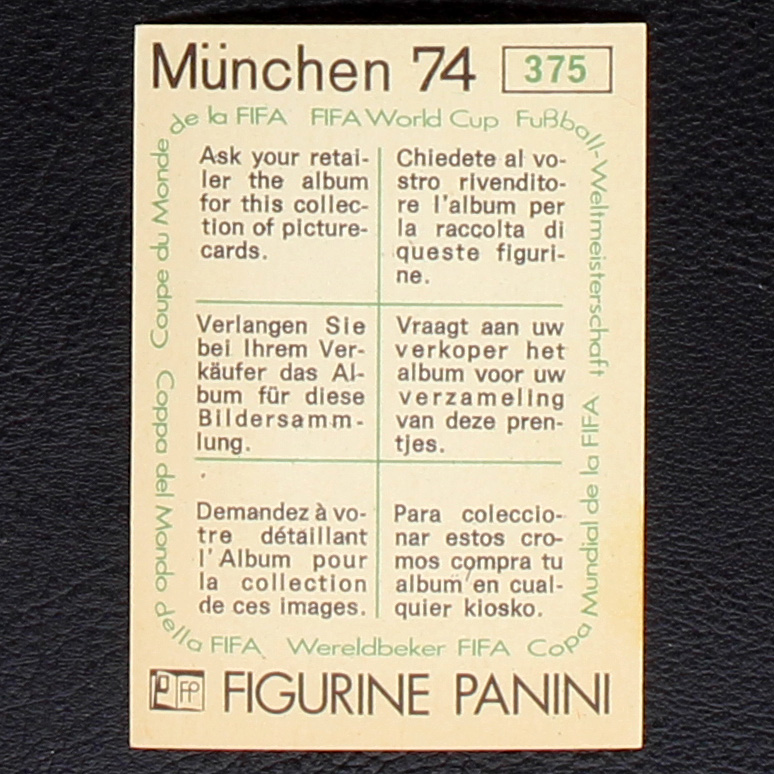 München 74 375
Coupe du Monde de la FIFA
FIFA World Cup
Fußball-Weltmeisterschaft
Ask your retai-
ler the album
for this collec-
tion of picture-
cards.
Chiedete al vo-
stro rivendito-
re l'album per
la raccolta di
queste figuri-
ne.
Verlangen Sie
bei Ihrem Ver-
käufer das Al-
bum für diese
Bildersamm-
lung.
Vraagt aan uw
verkoper het
album voor uw
verzameling
van deze pren-
tjes.
Demandez à vo-
tre détaillant
l'Album pour
la collection
de ces images.
Para coleccio-
nar estos cro-
mos compra tu
album en cual-
quier kiosko.
Coppa del Mondo della FIFA
Wereldbeker FIFA
Copa Mundial de la FIFA
FP FIGURINE PANINI